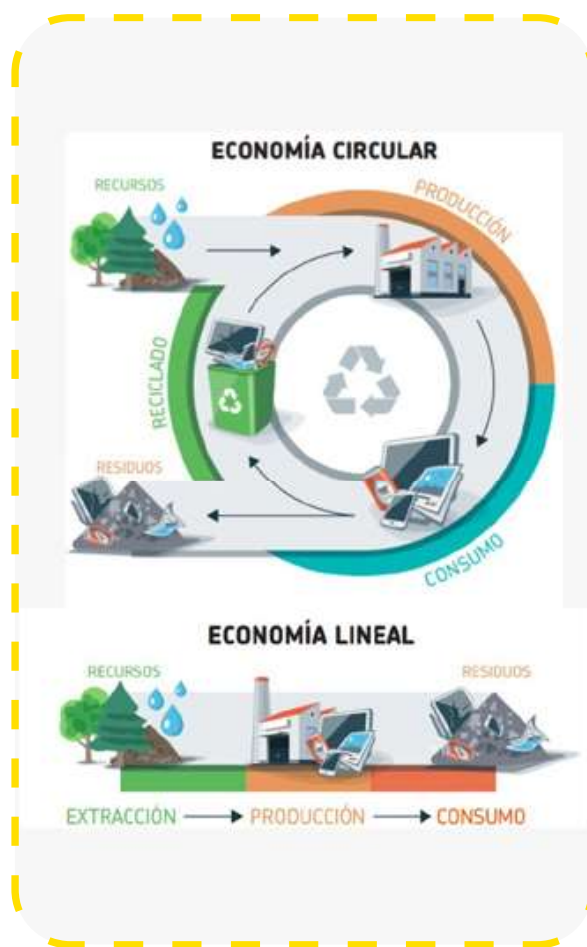 ECONOMÍA CIRCULAR
RECURSOS
PRODUCCIÓN
RECICLADO
RESIDUOS
CONSUMO
ECONOMÍA LINEAL
RECURSOS
RESIDUOS
EXTRACCIÓN
PRODUCCIÓN
CONSUMO